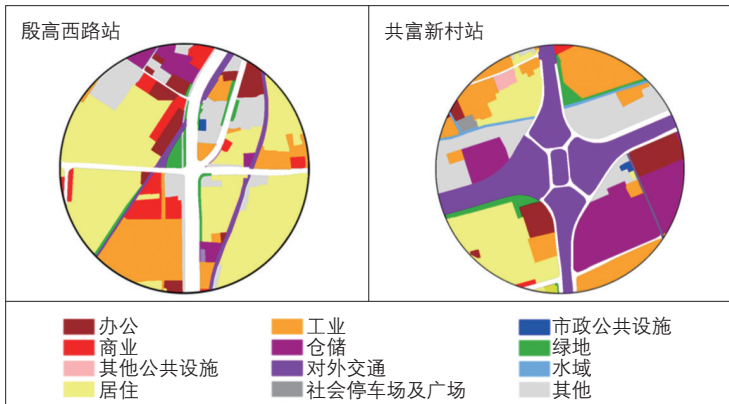 殷高西路站
共富新村站
办公
工业
市政公共设施
商业
仓储
绿地
其他公共设施
对外交通
水域
居住
社会停车场及广场
其他